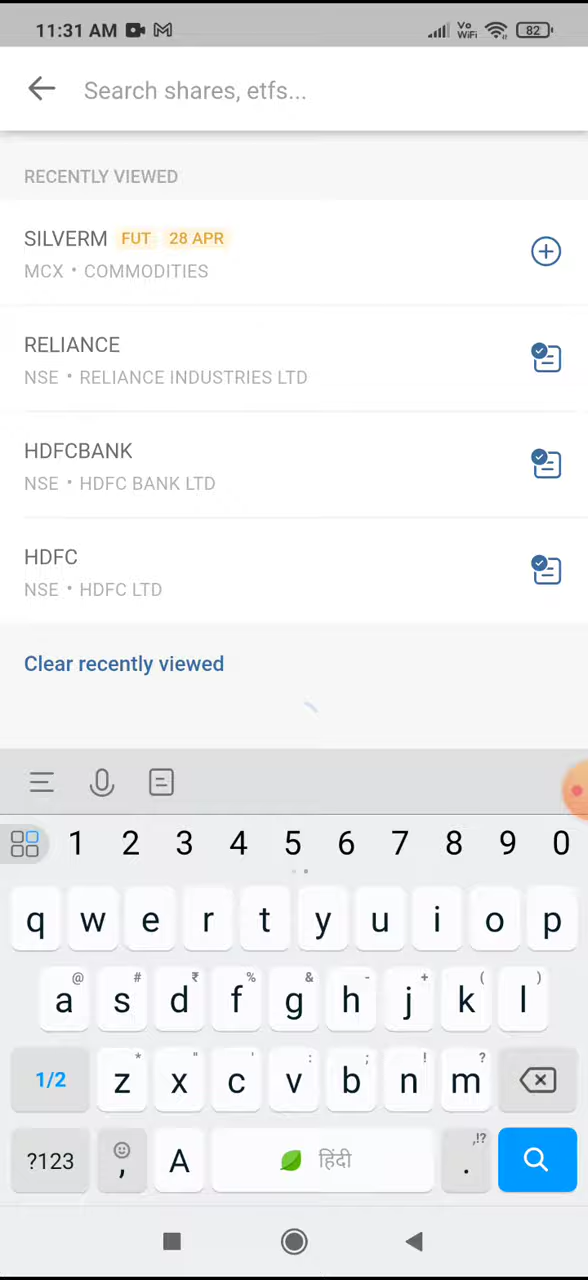 11:31 AM Vo WiFi 82
Search shares, etfs...
RECENTLY VIEWED
SILVERM FUT 28 APR
MCX • COMMODITIES
RELIANCE
NSE • RELIANCE INDUSTRIES LTD
HDFCBANK
NSE • HDFC BANK LTD
HDFC
NSE • HDFC LTD
Clear recently viewed
1 2 3 4 5 6 7 8 9 0
q w e r t y u i o p
@ # ₹ % & - + ( )
a s d f g h j k l
* " ' : ; ! ?
1/2 z x c v b n m
,!?
?123 , A हिंदी .